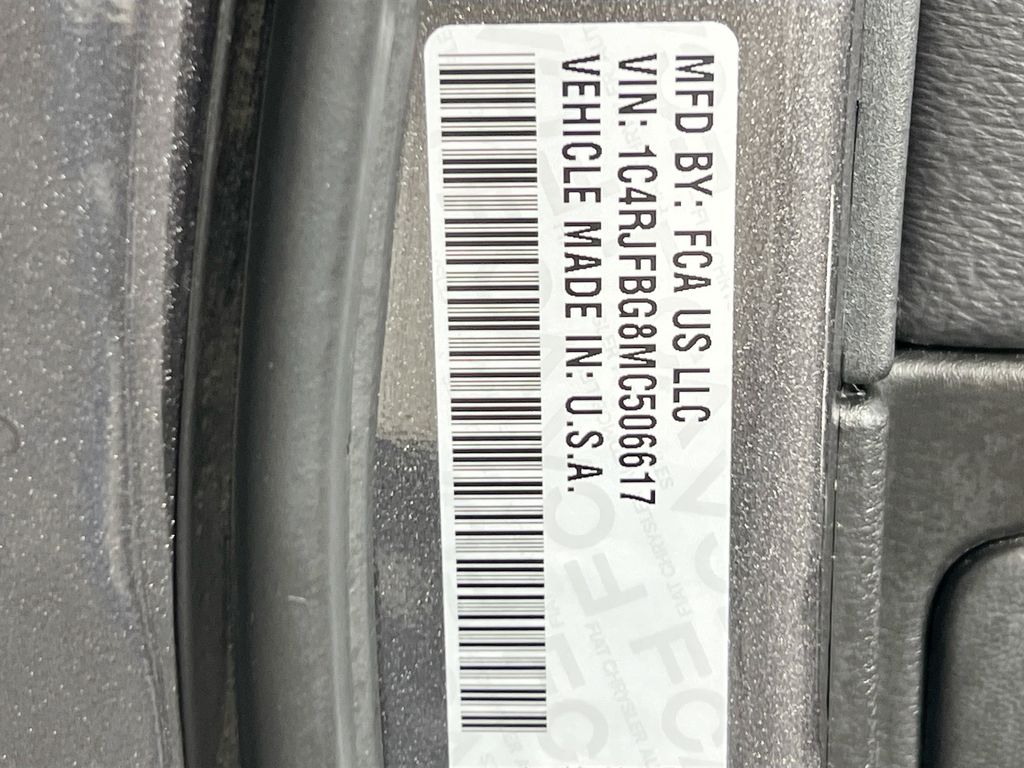 MFD BY: FCA US LLC
VIN: 1C4RJFBG8MC506617
VEHICLE MADE IN: U.S.A.